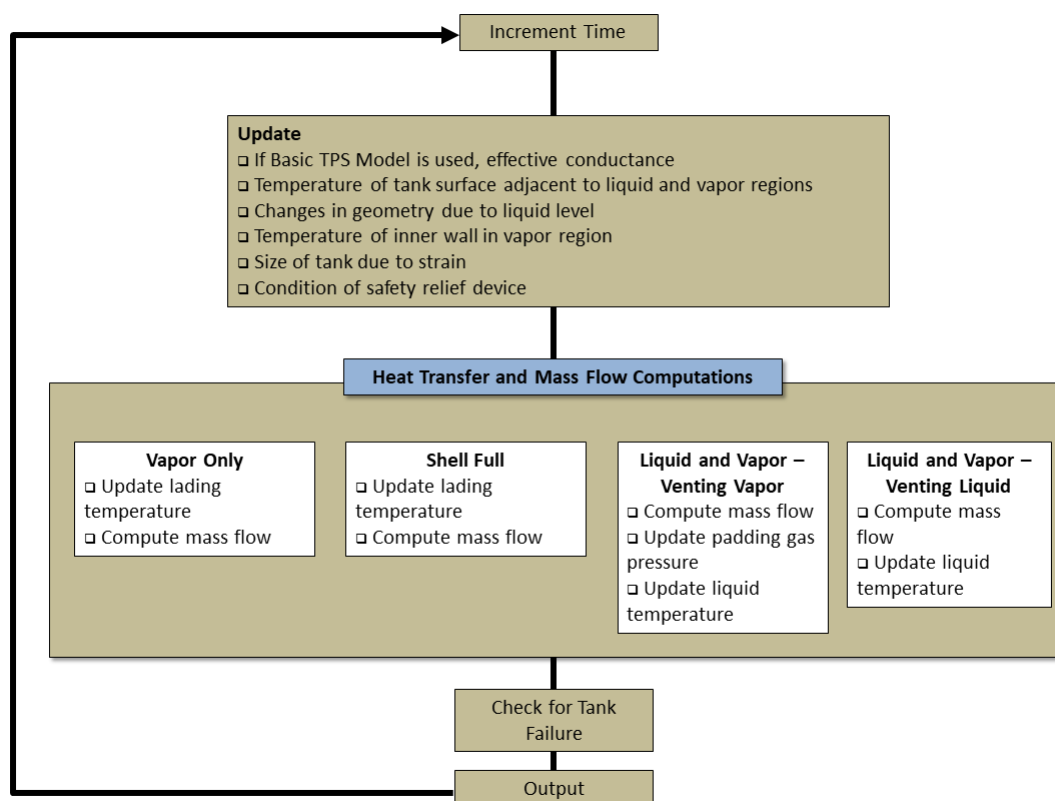 Increment Time
Update
❑ If Basic TPS Model is used, effective conductance
❑ Temperature of tank surface adjacent to liquid and vapor regions
❑ Changes in geometry due to liquid level
❑ Temperature of inner wall in vapor region
❑ Size of tank due to strain
❑ Condition of safety relief device
Heat Transfer and Mass Flow Computations
Vapor Only
❑ Update lading
temperature
❑ Compute mass flow
Shell Full
❑ Update lading
temperature
❑ Compute mass flow
Liquid and Vapor –
Venting Vapor
❑ Compute mass flow
❑ Update padding gas
pressure
❑ Update liquid
temperature
Liquid and Vapor –
Venting Liquid
❑ Compute mass
flow
❑ Update liquid
temperature
Check for Tank
Failure
Output